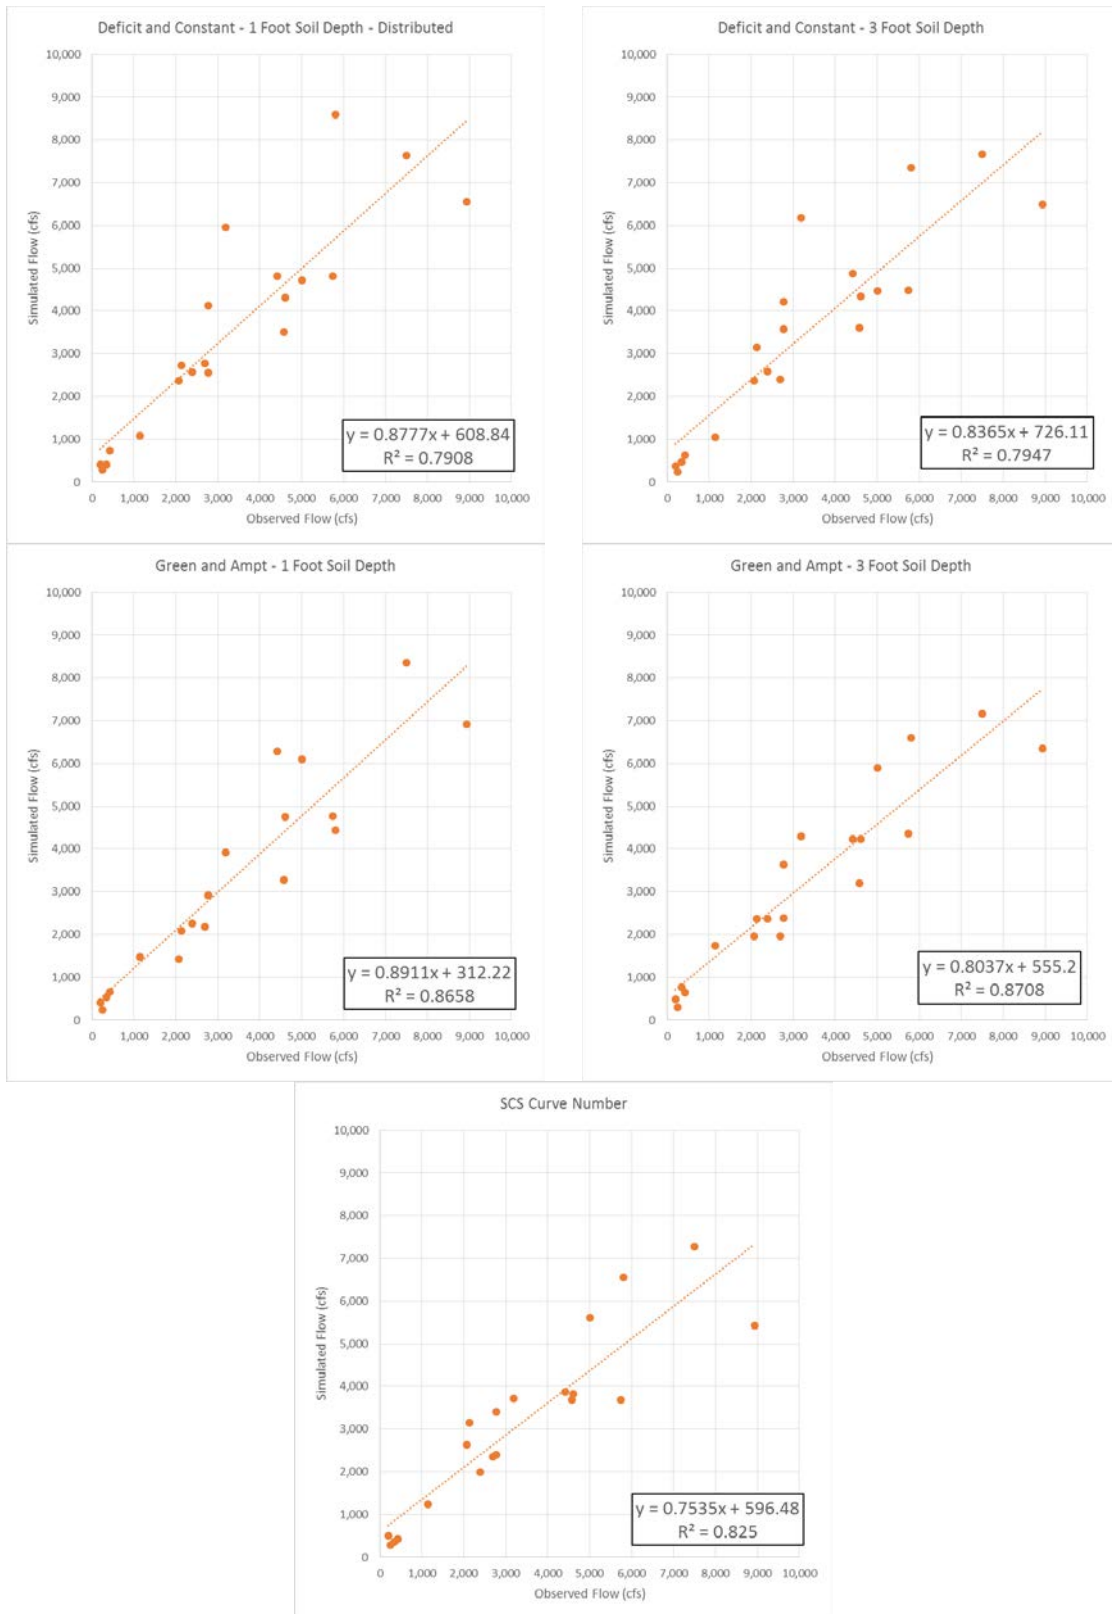 Deficit and Constant - 1 Foot Soil Depth - Distributed
10,000
9,000
8,000
7,000
6,000
5,000
4,000
3,000
2,000
1,000
0
Simulated Flow (cfs)
y = 0.8777x + 608.84
R² = 0.7908
0 1,000 2,000 3,000 4,000 5,000 6,000 7,000 8,000 9,000 10,000
Observed Flow (cfs)
Deficit and Constant - 3 Foot Soil Depth
10,000
9,000
8,000
7,000
6,000
5,000
4,000
3,000
2,000
1,000
0
Simulated Flow (cfs)
y = 0.8365x + 726.11
R² = 0.7947
0 1,000 2,000 3,000 4,000 5,000 6,000 7,000 8,000 9,000 10,000
Observed Flow (cfs)
Green and Ampt - 1 Foot Soil Depth
10,000
9,000
8,000
7,000
6,000
5,000
4,000
3,000
2,000
1,000
0
Simulated Flow (cfs)
y = 0.8911x + 312.22
R² = 0.8658
0 1,000 2,000 3,000 4,000 5,000 6,000 7,000 8,000 9,000 10,000
Observed Flow (cfs)
Green and Ampt - 3 Foot Soil Depth
10,000
9,000
8,000
7,000
6,000
5,000
4,000
3,000
2,000
1,000
0
Simulated Flow (cfs)
y = 0.8037x + 555.2
R² = 0.8708
0 1,000 2,000 3,000 4,000 5,000 6,000 7,000 8,000 9,000 10,000
Observed Flow (cfs)
SCS Curve Number
10,000
9,000
8,000
7,000
6,000
5,000
4,000
3,000
2,000
1,000
0
Simulated Flow (cfs)
y = 0.7535x + 596.48
R² = 0.825
0 1,000 2,000 3,000 4,000 5,000 6,000 7,000 8,000 9,000 10,000
Observed Flow (cfs)